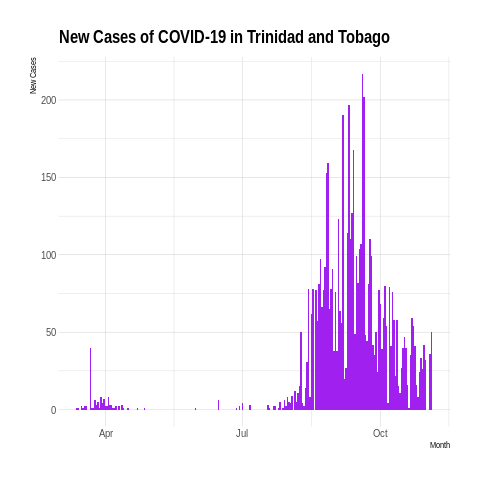 New Cases of COVID-19 in Trinidad and Tobago
New Cases
200
150
100
50
0
Apr
Jul
Oct
Month